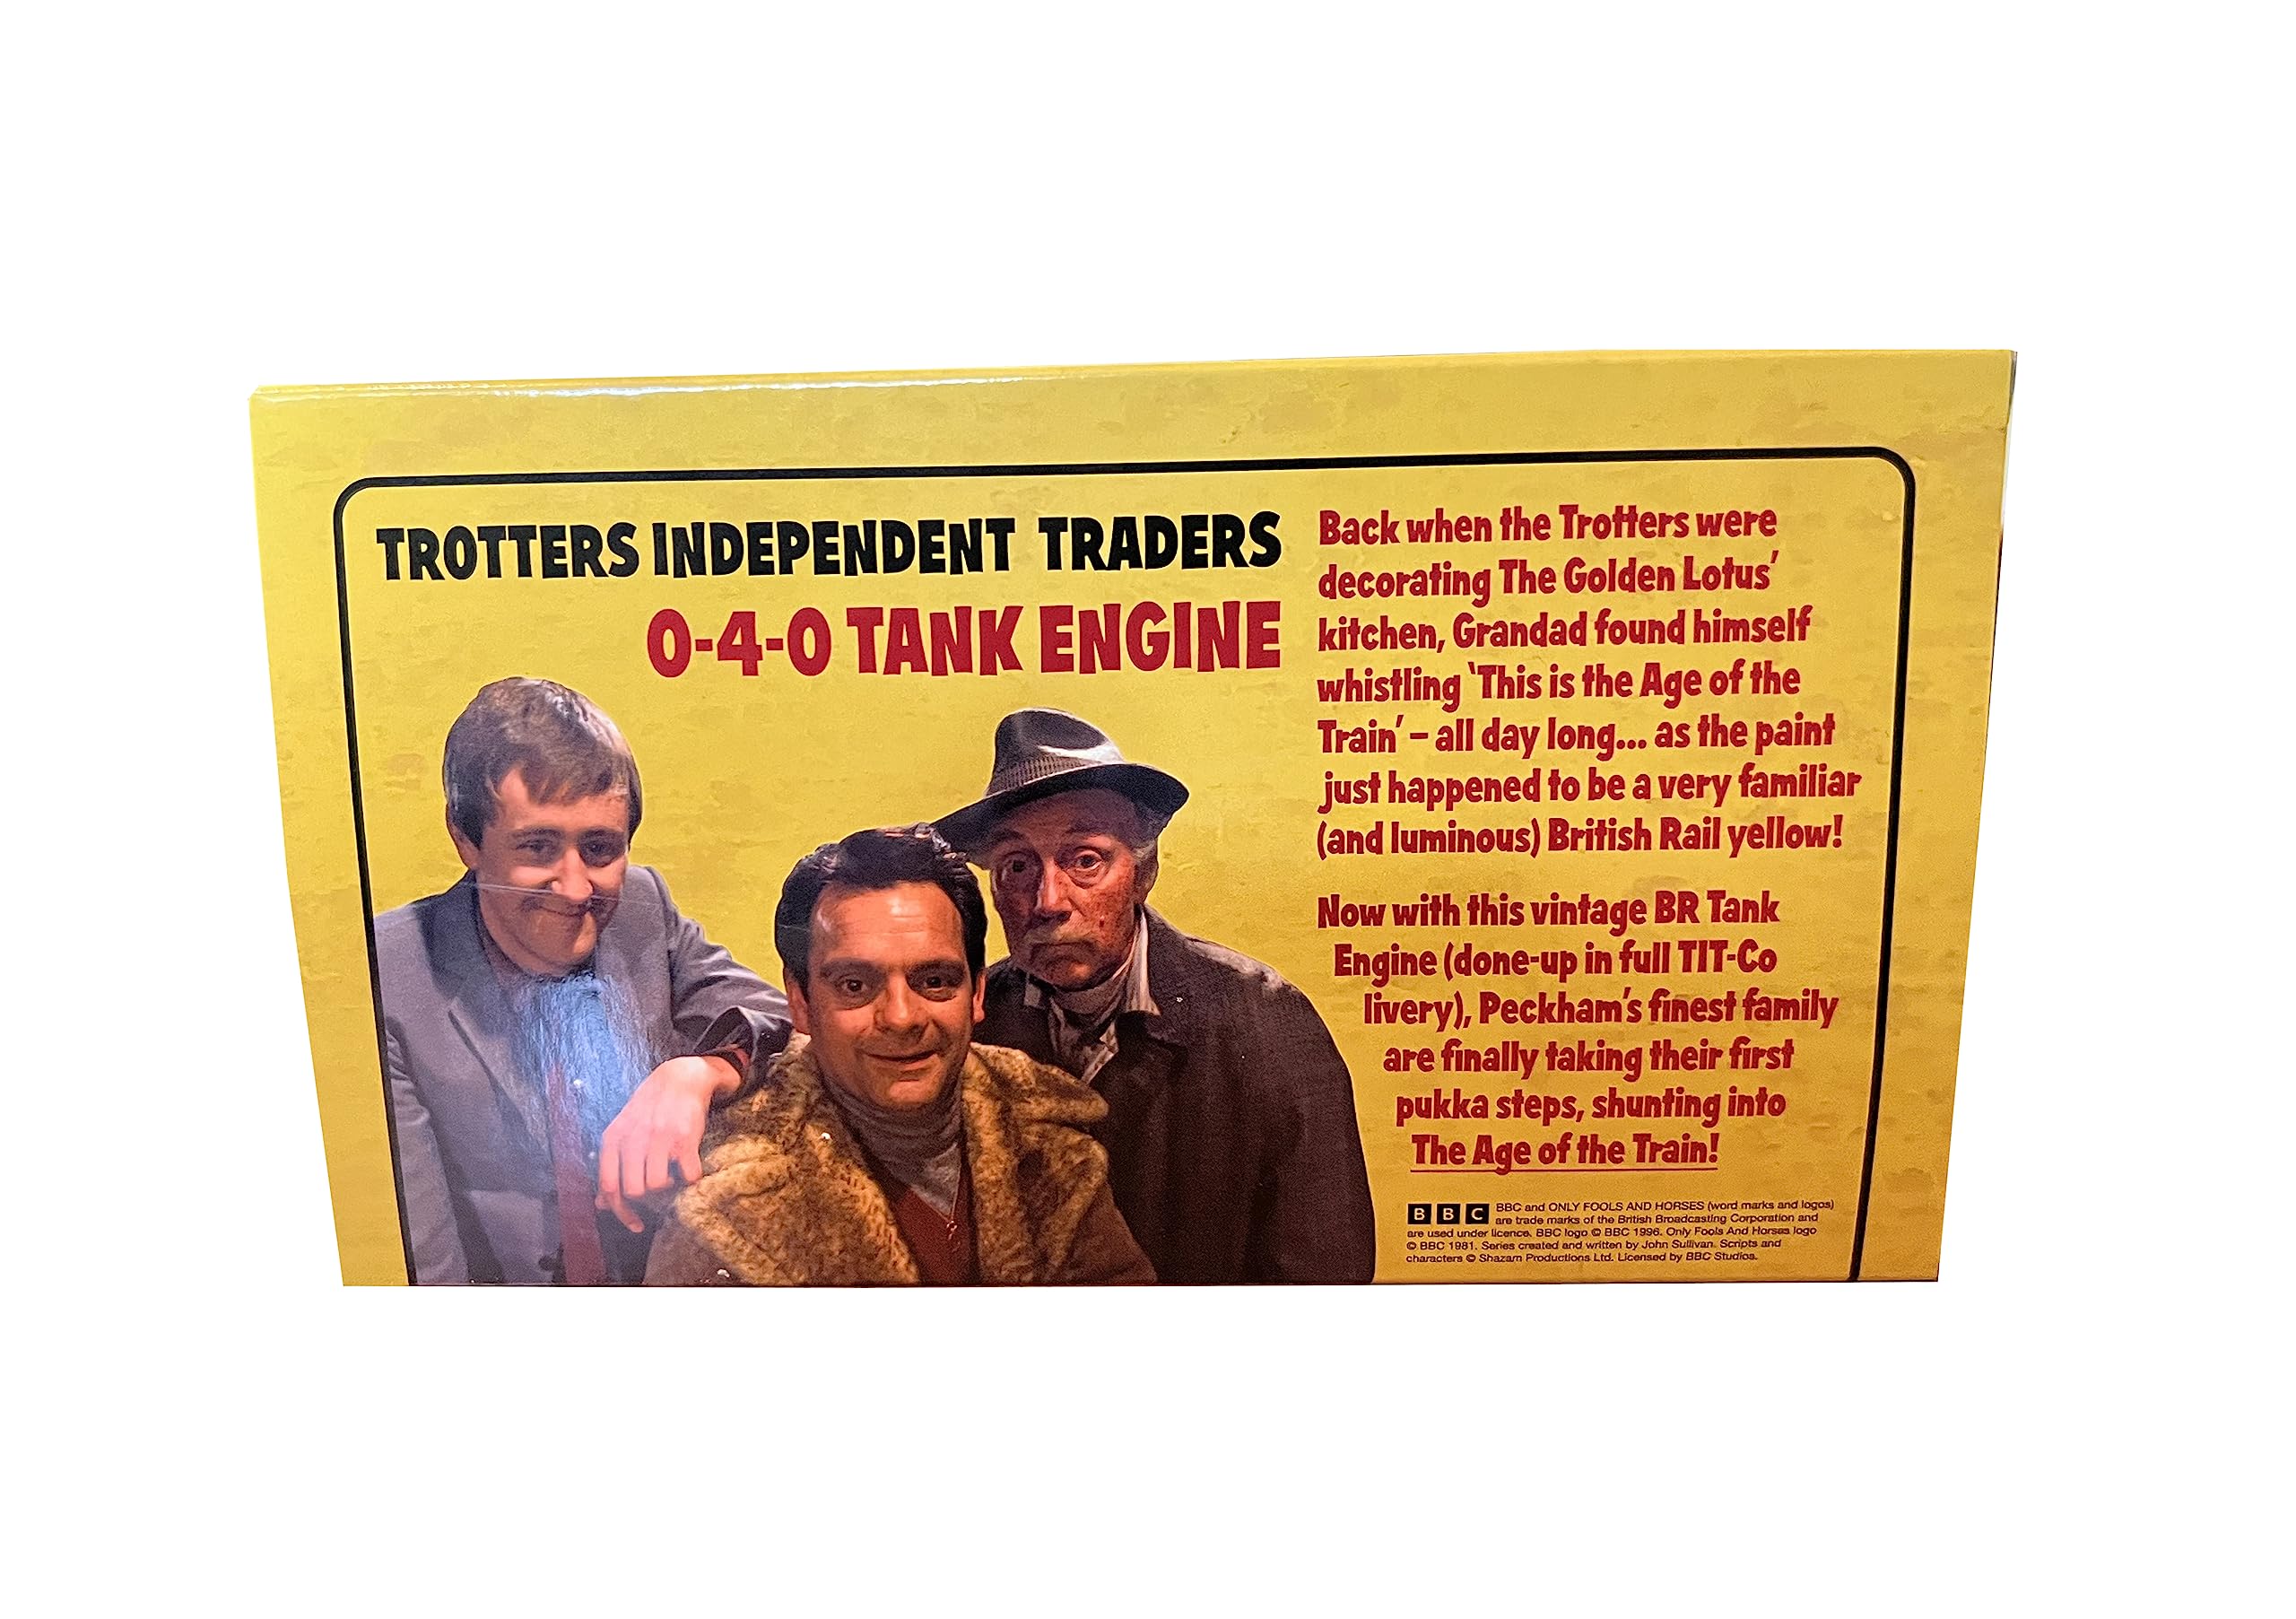 TROTTERS INDEPENDENT TRADERS
0-4-0 TANK ENGINE
Back when the Trotters were
decorating The Golden Lotus'
kitchen, Grandad found himself
whistling 'This is the Age of the
Train' – all day long... as the paint
just happened to be a very familiar
(and luminous) British Rail yellow!
Now with this vintage BR Tank
Engine (done-up in full TIT-Co
livery), Peckham's finest family
are finally taking their first
pukka steps, shunting into
The Age of the Train!
BBC BBC and ONLY FOOLS AND HORSES (word marks and logos)
are trade marks of the British Broadcasting Corporation and
are used under licence. BBC logo © BBC 1996. Only Fools And Horses logo
© BBC 1981. Series created and written by John Sullivan. Scripts and
characters © Shazam Productions Ltd. Licensed by BBC Studios.